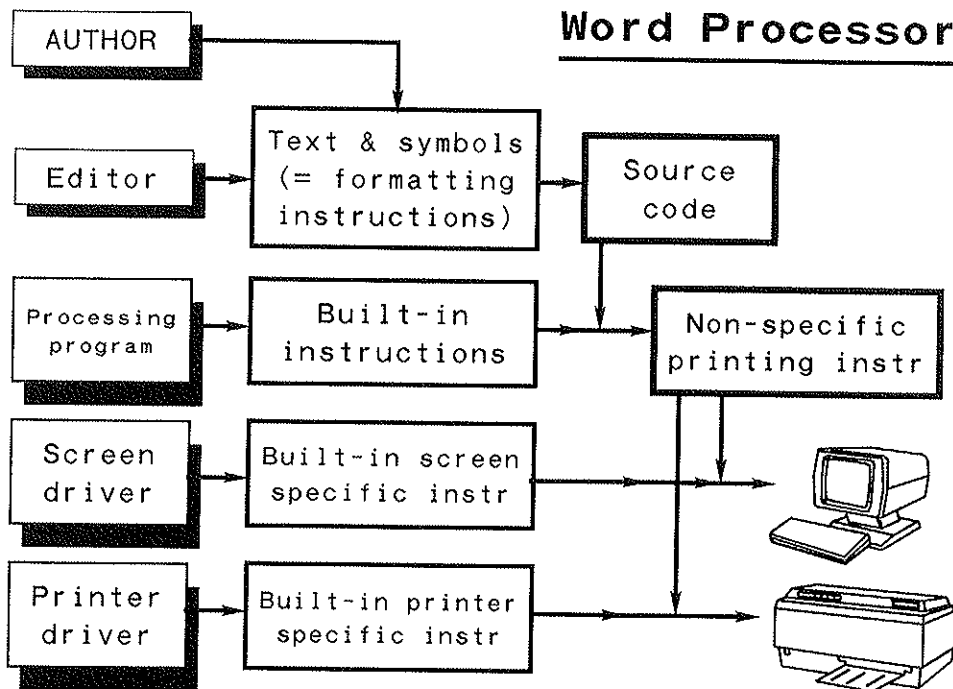 Word Processor
AUTHOR
Editor
Text & symbols
(= formatting
instructions)
Source
code
Processing
program
Built-in
instructions
Non-specific
printing instr
Screen
driver
Built-in screen
specific instr
Printer
driver
Built-in printer
specific instr